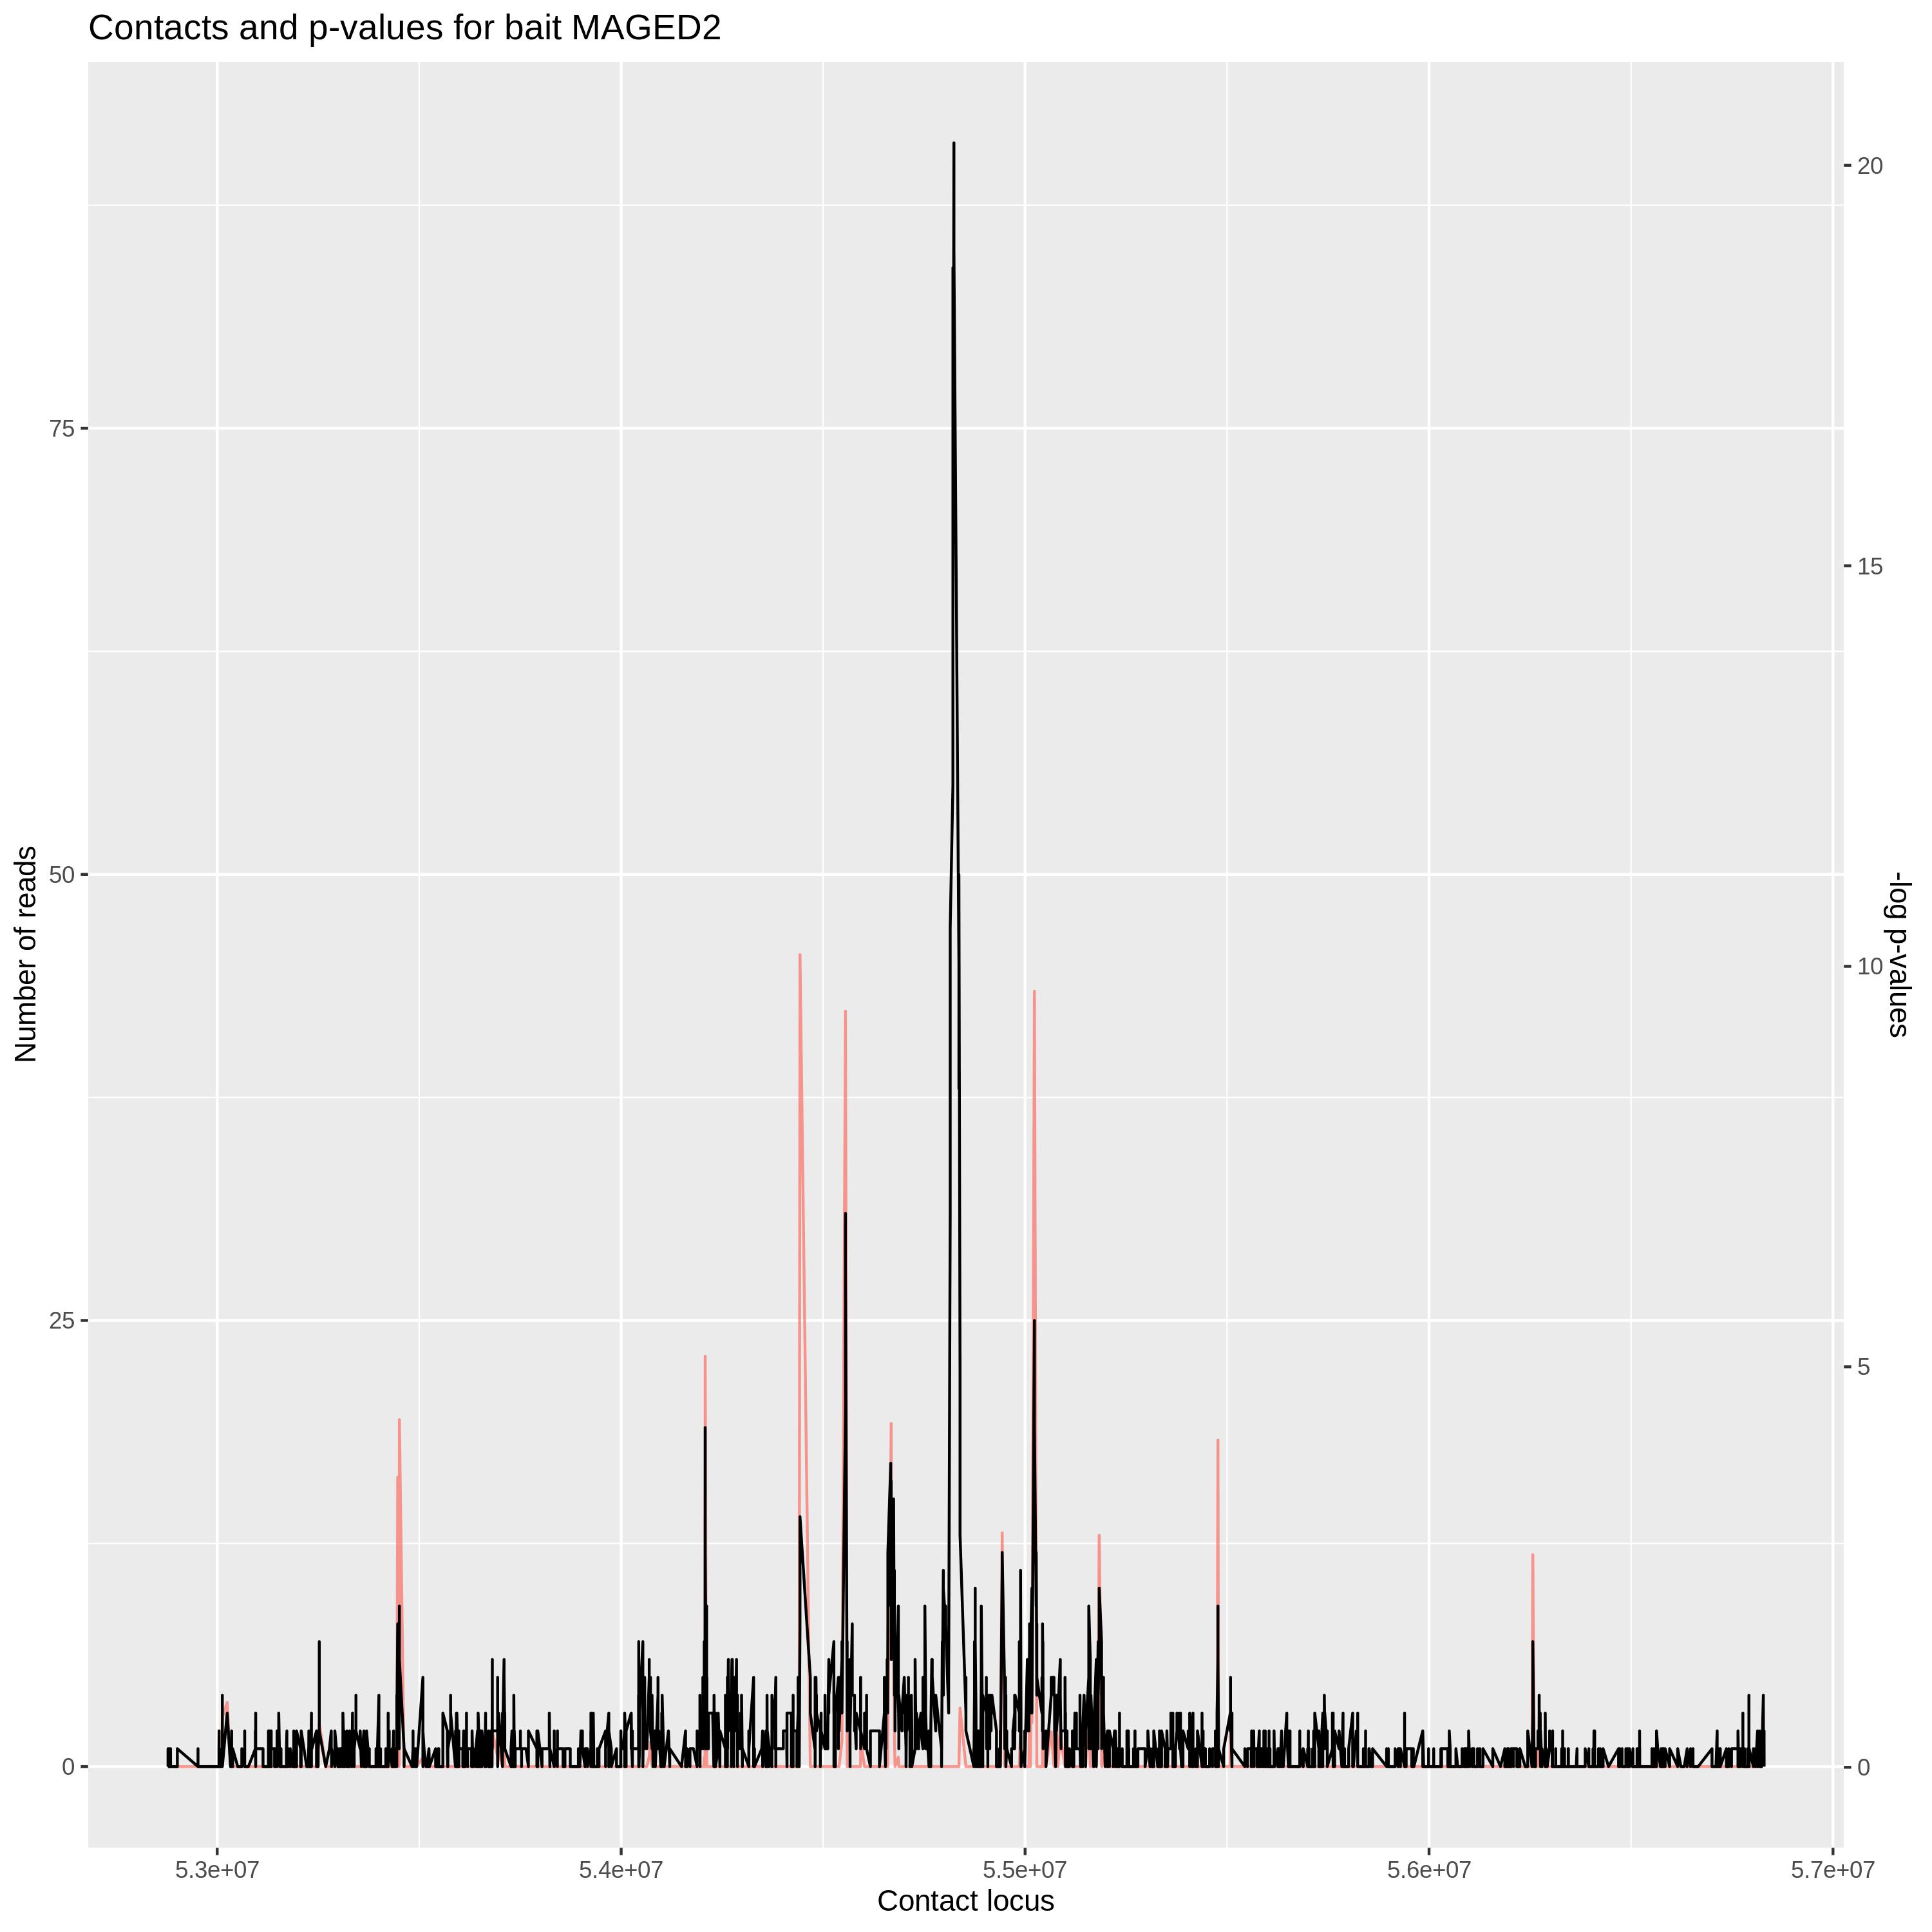 Contacts and p-values for bait MAGED2
75
50
25
0
Number of reads
20
15
10
5
0
-log p-values
5.3e+07
5.4e+07
5.5e+07
5.6e+07
5.7e+07
Contact locus